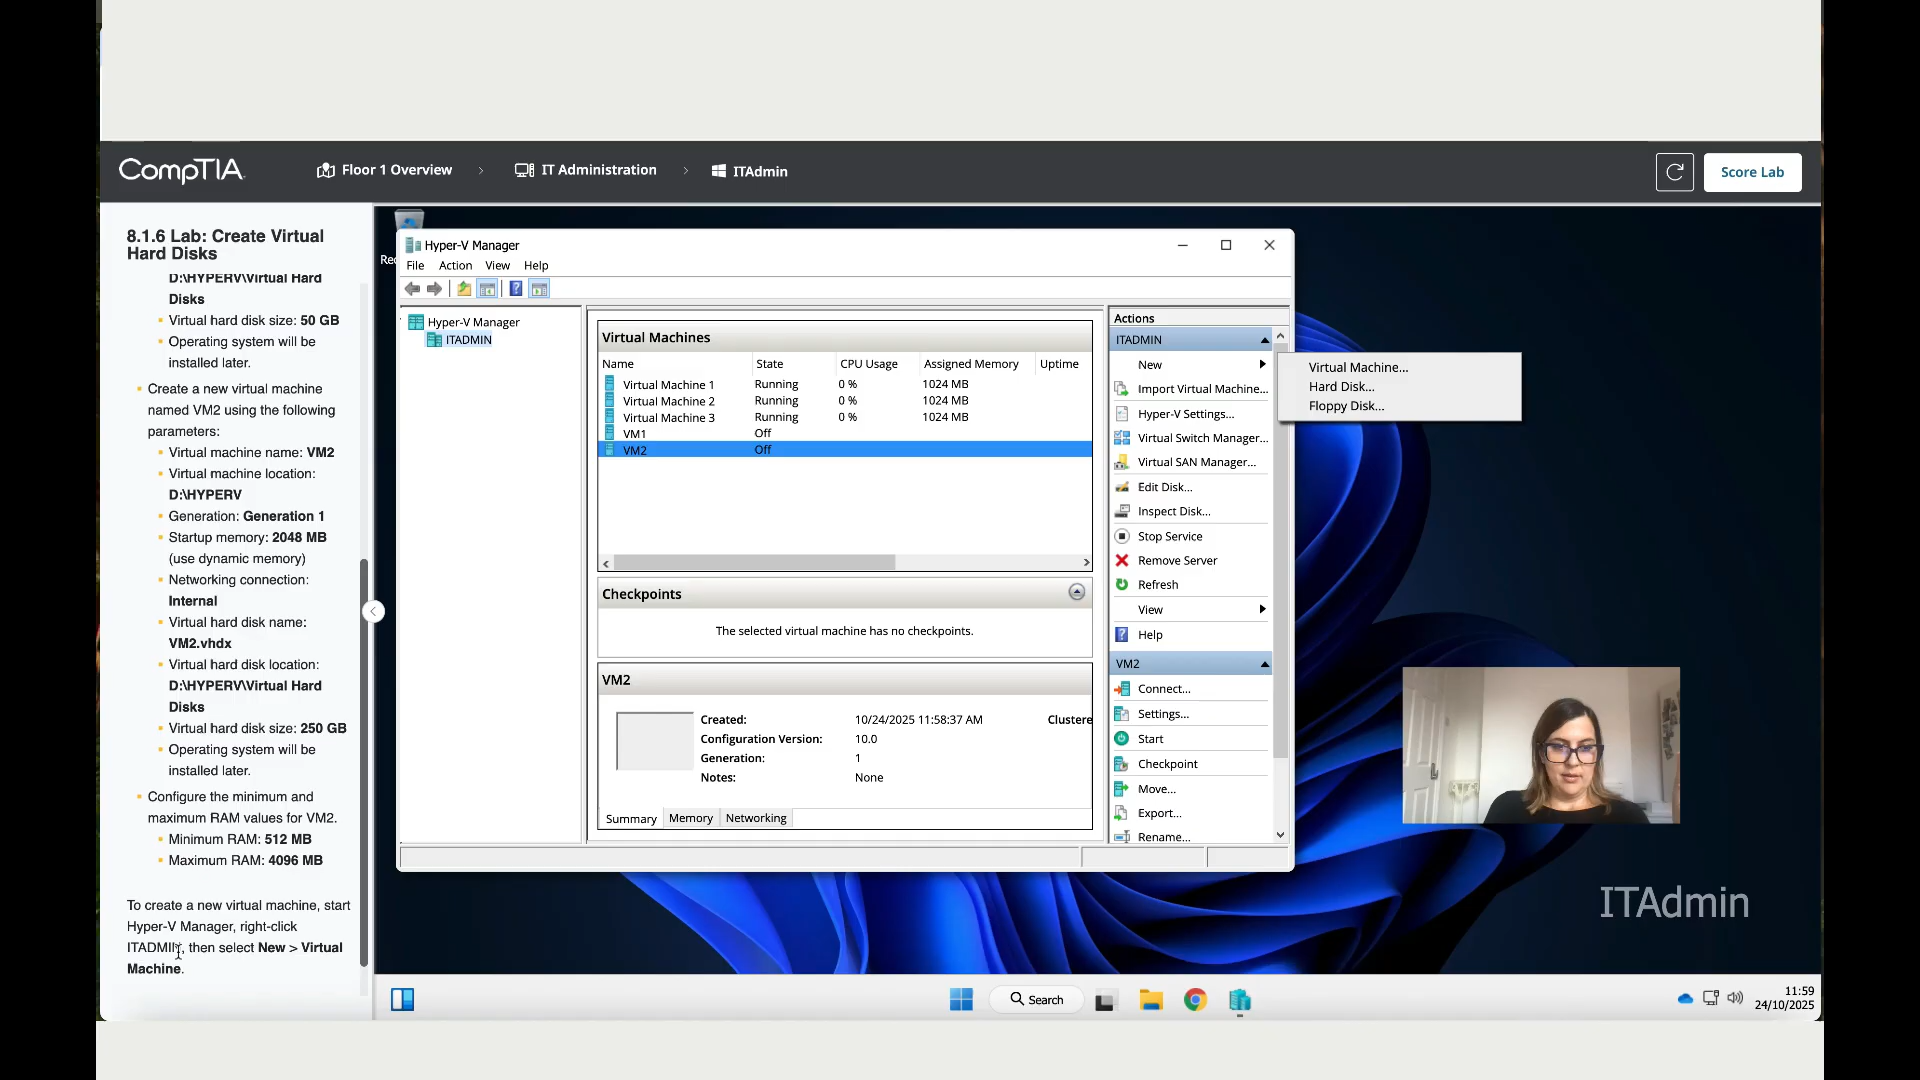 CompTIA.
Floor 1 Overview > IT Administration > ITAdmin
Score Lab
8.1.6 Lab: Create Virtual
Hard Disks
D:\HYPERV\Virtual Hard
Disks
Virtual hard disk size: 50 GB
Operating system will be
installed later.
Create a new virtual machine
named VM2 using the following
parameters:
Virtual machine name: VM2
Virtual machine location:
D:\HYPERV
Generation: Generation 1
Startup memory: 2048 MB
(use dynamic memory)
Networking connection:
Internal
Virtual hard disk name:
VM2.vhdx
Virtual hard disk location:
D:\HYPERV\Virtual Hard
Disks
Virtual hard disk size: 250 GB
Operating system will be
installed later.
Configure the minimum and
maximum RAM values for VM2.
Minimum RAM: 512 MB
Maximum RAM: 4096 MB
To create a new virtual machine, start
Hyper-V Manager, right-click
ITADMIN, then select New > Virtual
Machine.
Rec
Hyper-V Manager
File Action View Help
Hyper-V Manager
ITADMIN
Virtual Machines
Name State CPU Usage Assigned Memory Uptime
Virtual Machine 1 Running 0 % 1024 MB
Virtual Machine 2 Running 0 % 1024 MB
Virtual Machine 3 Running 0 % 1024 MB
VM1 Off
VM2 Off
Checkpoints
The selected virtual machine has no checkpoints.
VM2
Created: 10/24/2025 11:58:37 AM Clustere
Configuration Version: 10.0
Generation: 1
Notes: None
Summary Memory Networking
Actions
ITADMIN
New
Import Virtual Machine...
Hyper-V Settings...
Virtual Switch Manager...
Virtual SAN Manager...
Edit Disk...
Inspect Disk...
Stop Service
Remove Server
Refresh
View
Help
VM2
Connect...
Settings...
Start
Checkpoint
Move...
Export...
Rename...
Virtual Machine...
Hard Disk...
Floppy Disk...
ITAdmin
Search
11:59
24/10/2025